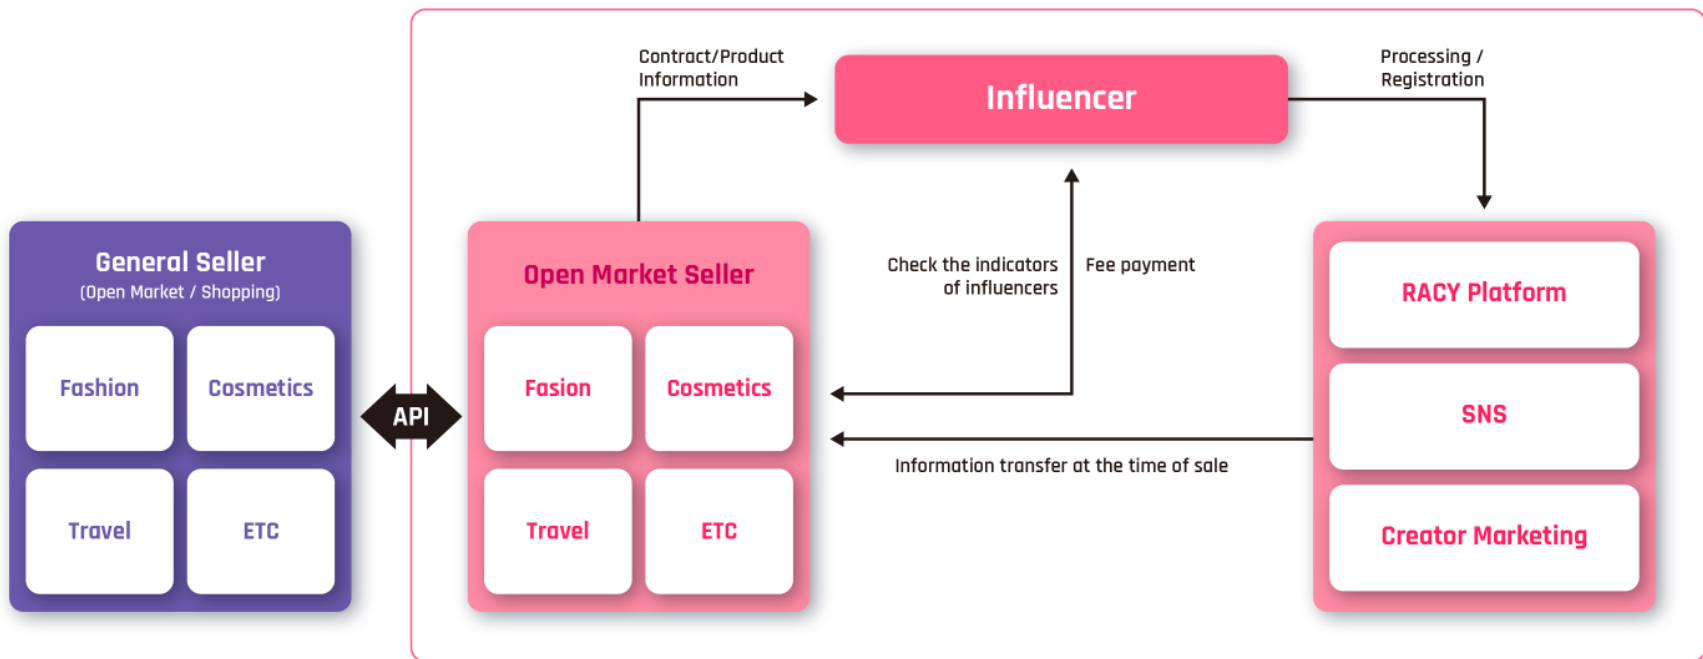 Contract/Product
Information
Influencer
Processing /
Registration
General Seller
(Open Market / Shopping)
Fashion
Cosmetics
Travel
ETC
API
Open Market Seller
Fasion
Cosmetics
Travel
ETC
Check the indicators
of influencers
Fee payment
Information transfer at the time of sale
RACY Platform
SNS
Creator Marketing